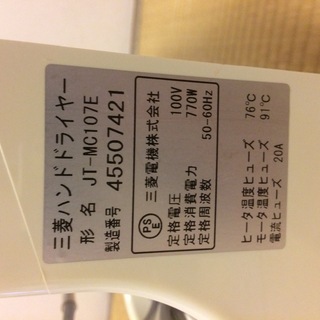 三菱ハンドドライヤー
形 名 JT-MC107E
製造番号 45507421
PS
E
三菱電機株式会社
定格電圧 100V
定格消費電力 770W
定格周波数 50-60Hz
ヒータ温度ヒューズ 76℃
モータ温度ヒューズ 91℃
電流ヒューズ 20A